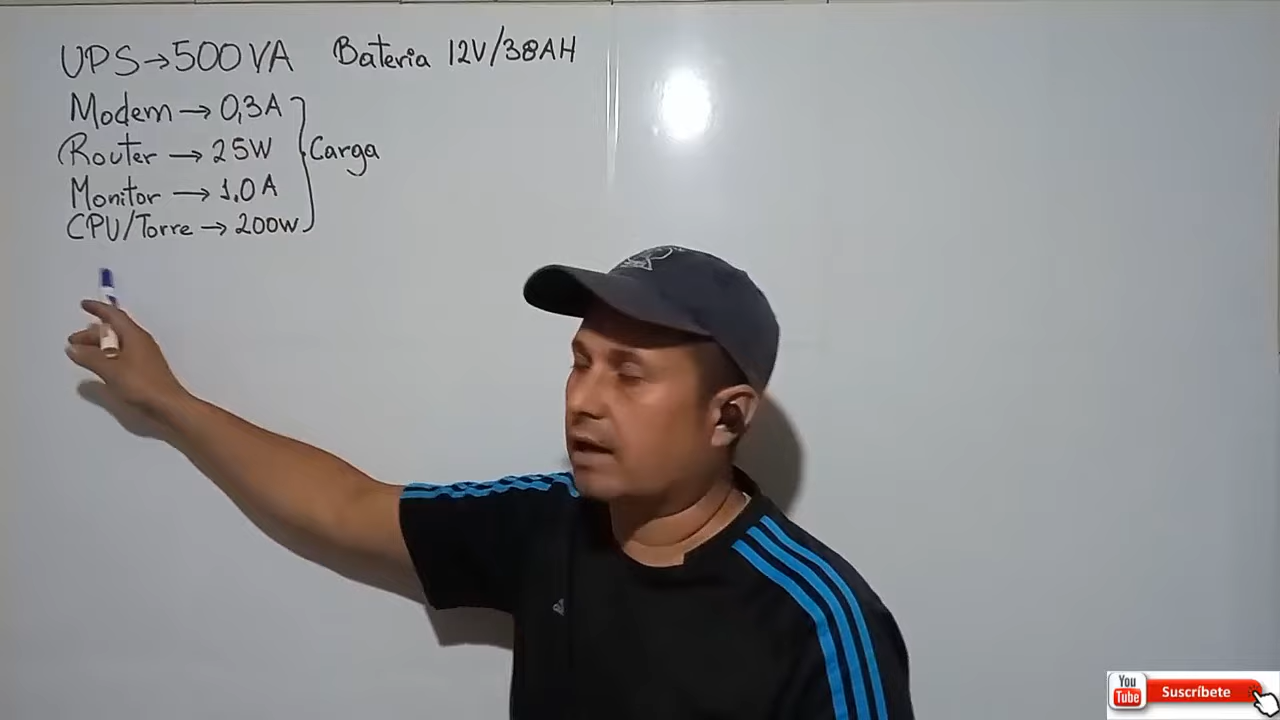 UPS→500VA Bateria 12V/38AH
Modem → 0,3A
Router → 25W
Carga
Monitor → 1.0A
CPU/Torre → 200W
You
Tube
Suscríbete